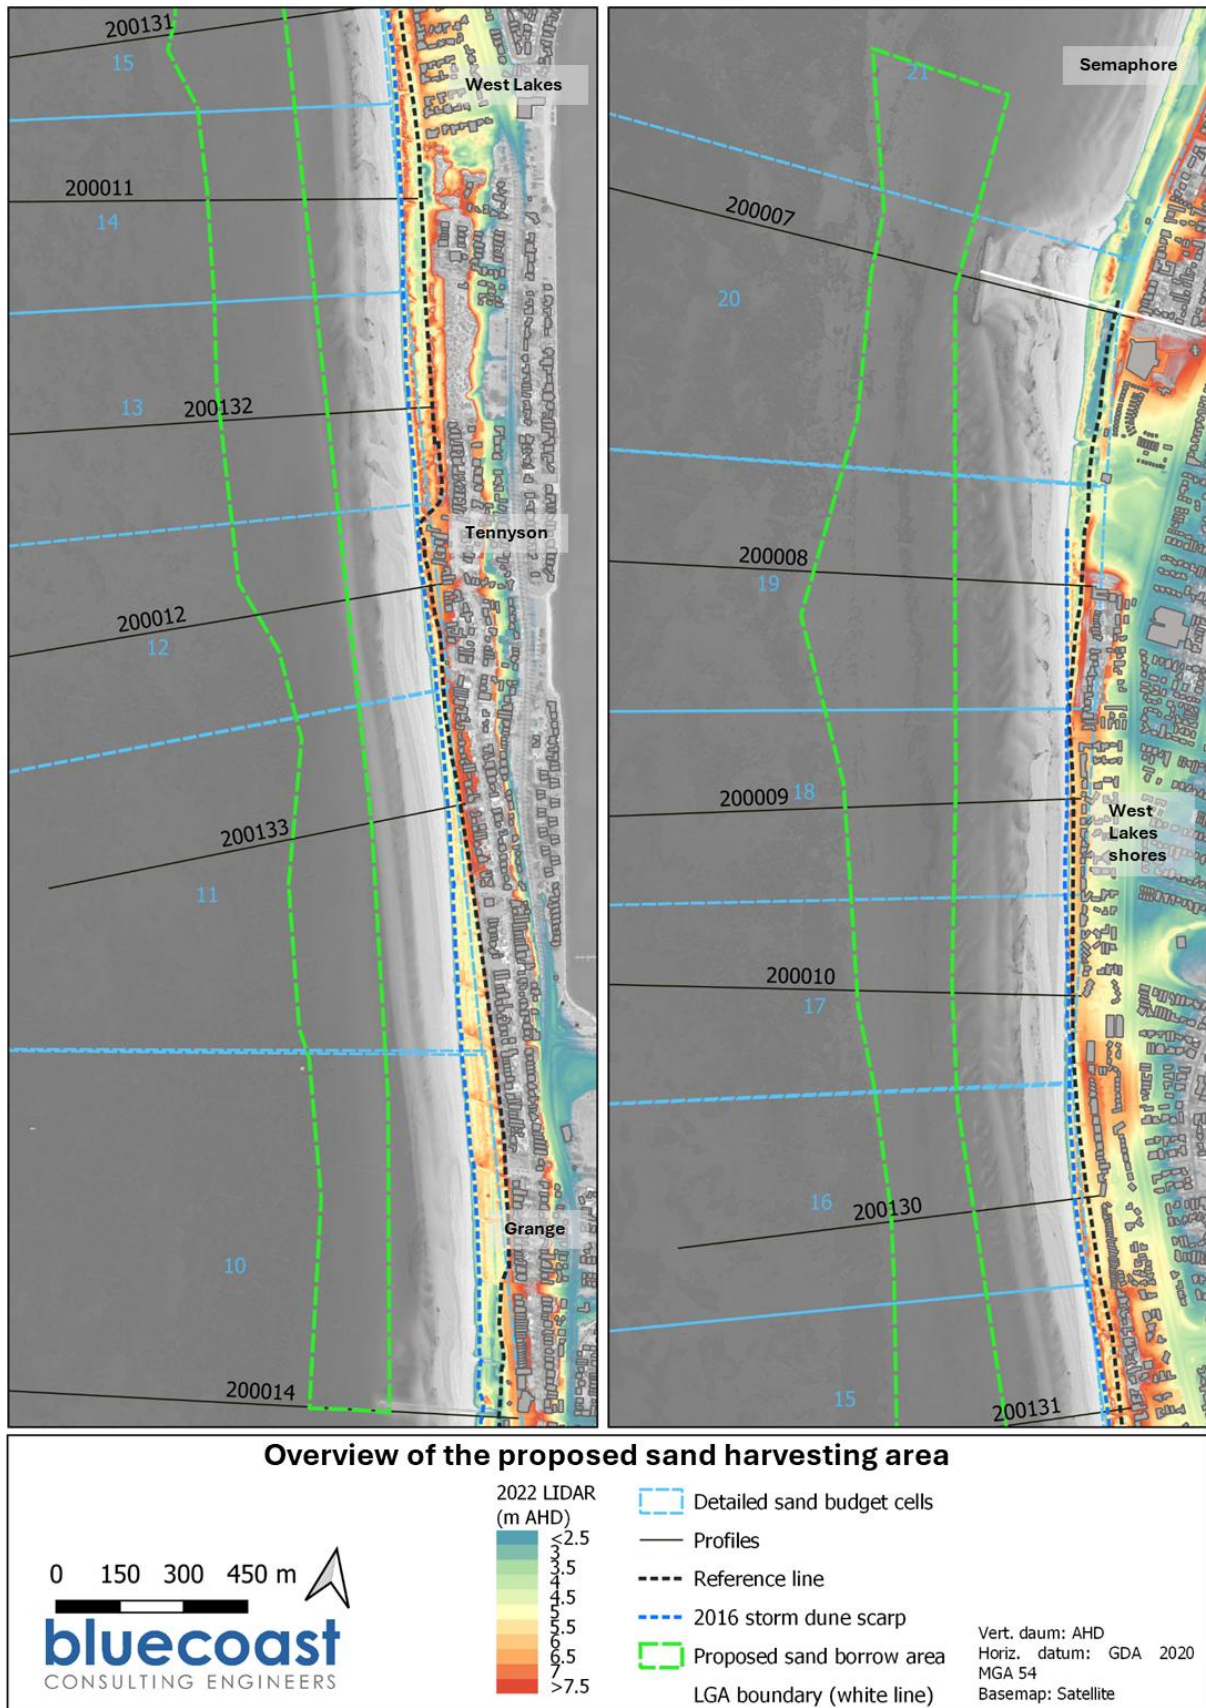 200131
15
West Lakes
200011
14
13
200132
Tennyson
200012
12
200133
11
Grange
10
200014
21
Semaphore
200007
20
200008
19
200009
18
West
Lakes
shores
200010
17
16
200130
15
200131
Overview of the proposed sand harvesting area
2022 LIDAR
(m AHD)
<2.5
3
3.5
4
4.5
5
5.5
6
6.5
7
>7.5
Detailed sand budget cells
Profiles
Reference line
2016 storm dune scarp
Proposed sand borrow area
LGA boundary (white line)
0 150 300 450 m
bluecoast
CONSULTING ENGINEERS
Vert. daum: AHD
Horiz. datum: GDA 2020
MGA 54
Basemap: Satellite